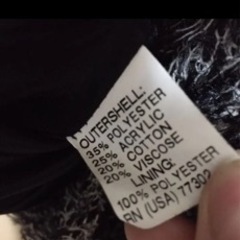 OUTERSHELL:
35% POLYESTER
25% ACRYLIC
20% COTTON
20% VISCOSE
LINING:
100% POLYESTER
RN (USA) 77302